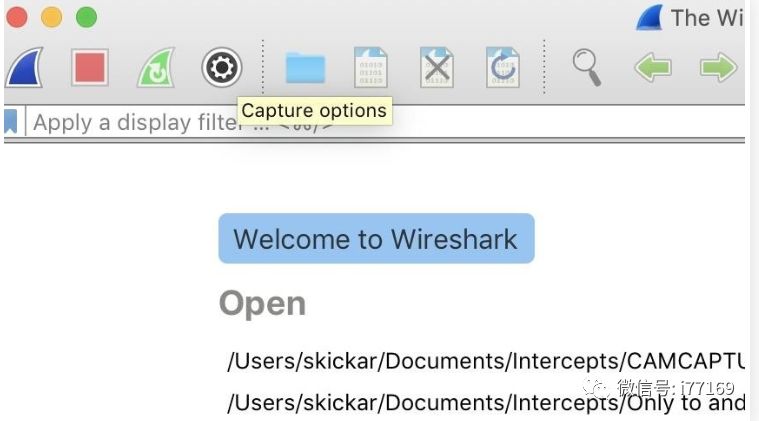 The Wi
Capture options
Apply a display filter ... <⌘/>
Welcome to Wireshark
Open
/Users/skickar/Documents/Intercepts/CAMCAPTU
微信号: i77169
/Users/skickar/Documents/Intercepts/Only to and